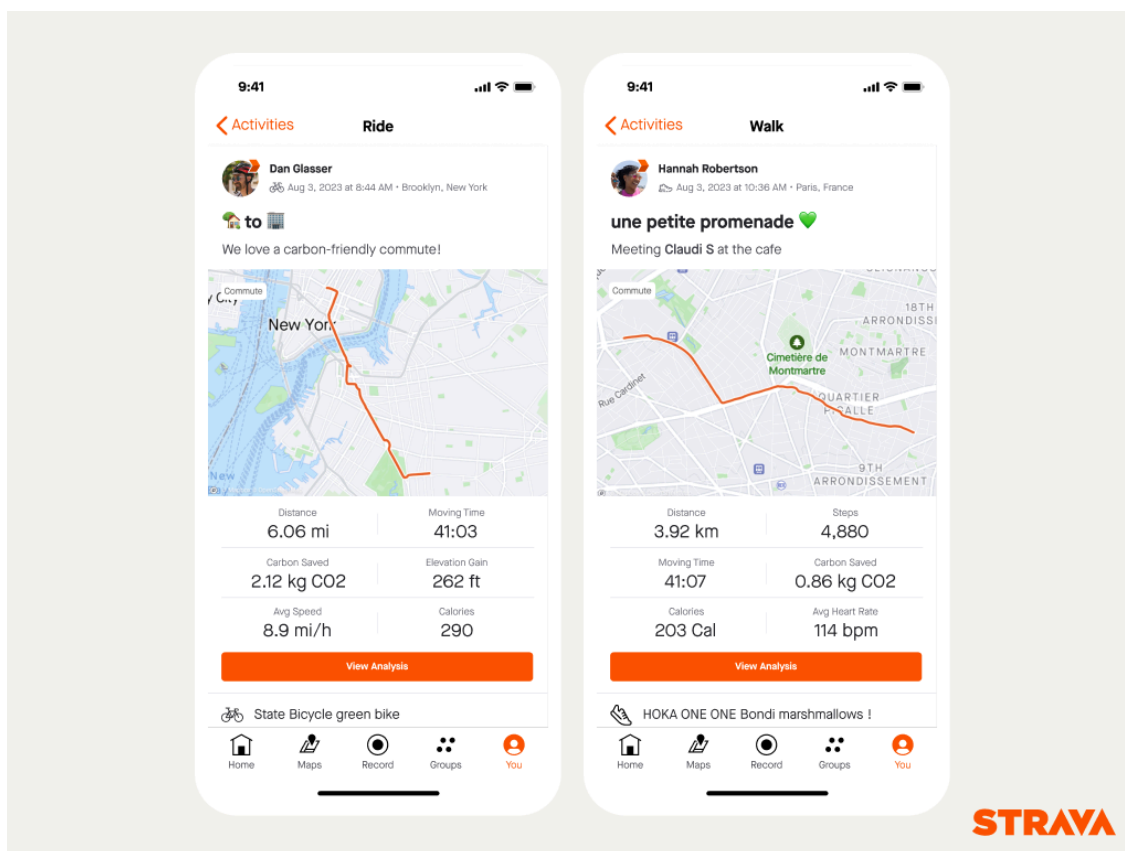 9:41
Activities
Ride
Dan Glasser
Aug 3, 2023 at 8:44 AM • Brooklyn, New York
🏡 to 🏢
We love a carbon-friendly commute!
Commute
New York
New
Distance
Moving Time
6.06 mi
41:03
Carbon Saved
Elevation Gain
2.12 kg CO2
262 ft
Avg Speed
Calories
8.9 mi/h
290
View Analysis
State Bicycle green bike
Home
Maps
Record
Groups
You
9:41
Activities
Walk
Hannah Robertson
Aug 3, 2023 at 10:36 AM • Paris, France
une petite promenade 💚
Meeting Claudi S at the cafe
Commute
18TH
ARRONDISS
Cimetière de
Montmartre
MONTMARTRE
Rue Cardinet
QUARTIER
PIGALLE
9TH
ARRONDISSEMENT
Distance
Steps
3.92 km
4,880
Moving Time
Carbon Saved
41:07
0.86 kg CO2
Calories
Avg Heart Rate
203 Cal
114 bpm
View Analysis
HOKA ONE ONE Bondi marshmallows !
Home
Maps
Record
Groups
You
STRAVA